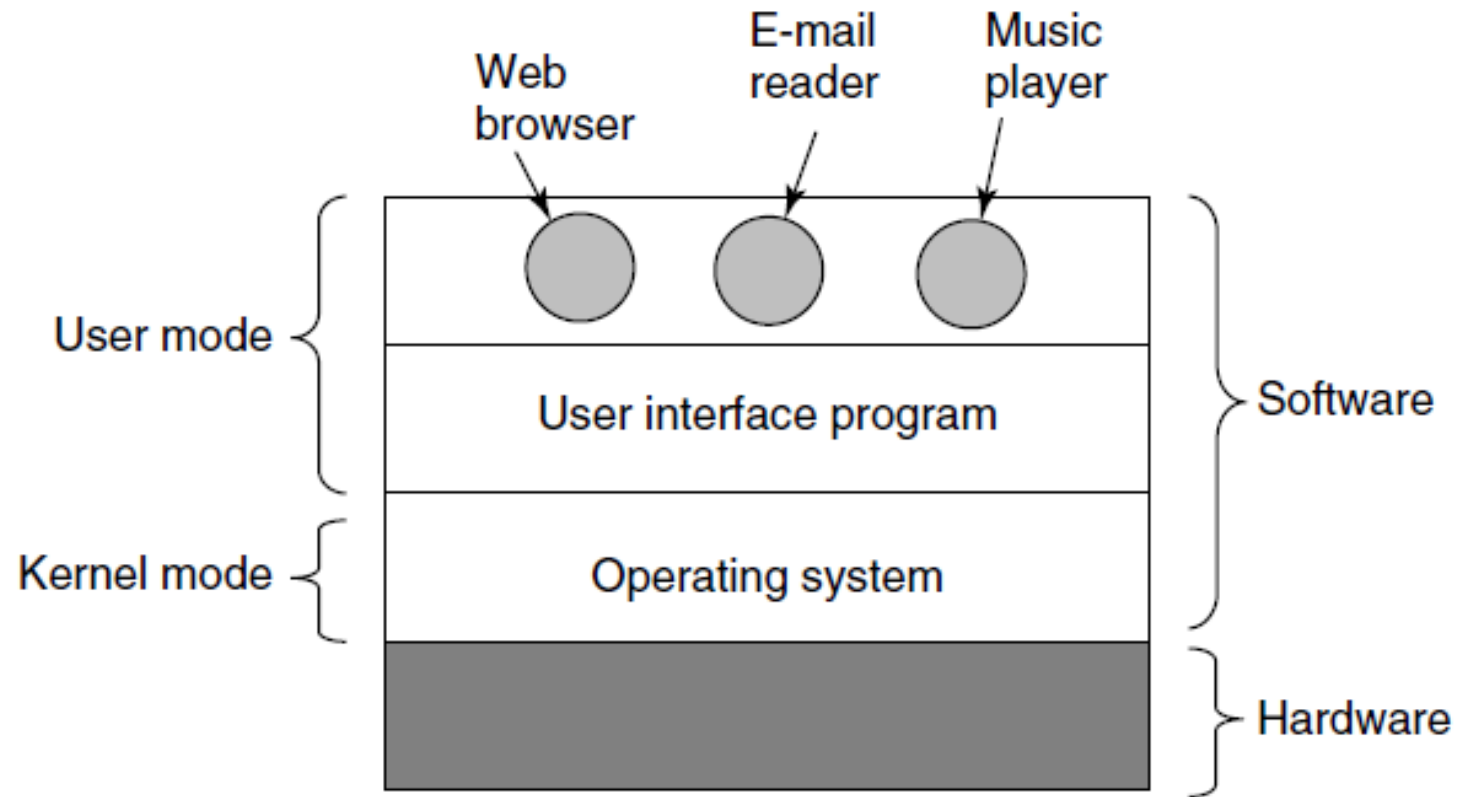 E-mail
reader
Music
player
Web
browser
User mode
User interface program
Software
Kernel mode
Operating system
Hardware